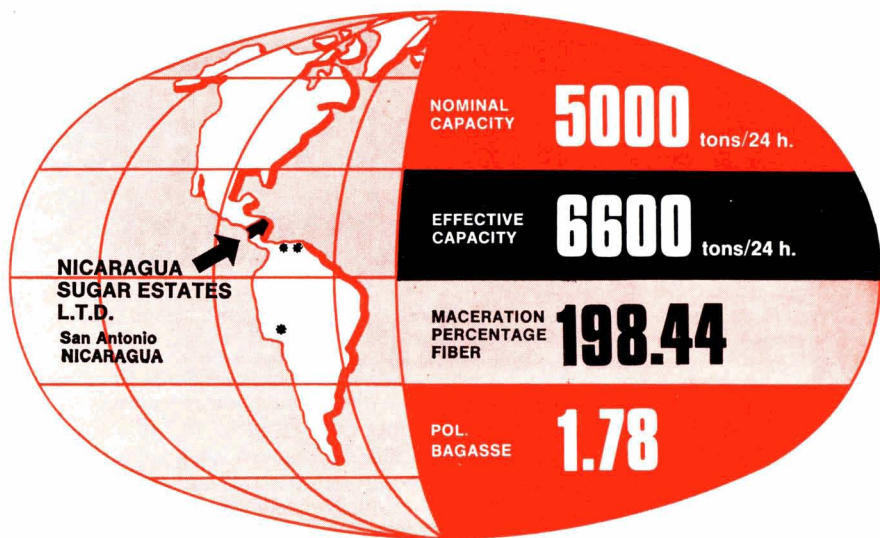 NOMINAL
CAPACITY
5000 tons/24 h.
EFFECTIVE
CAPACITY
6600 tons/24 h.
NICARAGUA
SUGAR ESTATES
L.T.D.
San Antonio
NICARAGUA
MACERATION
PERCENTAGE
FIBER
198.44
POL.
BAGASSE
1.78